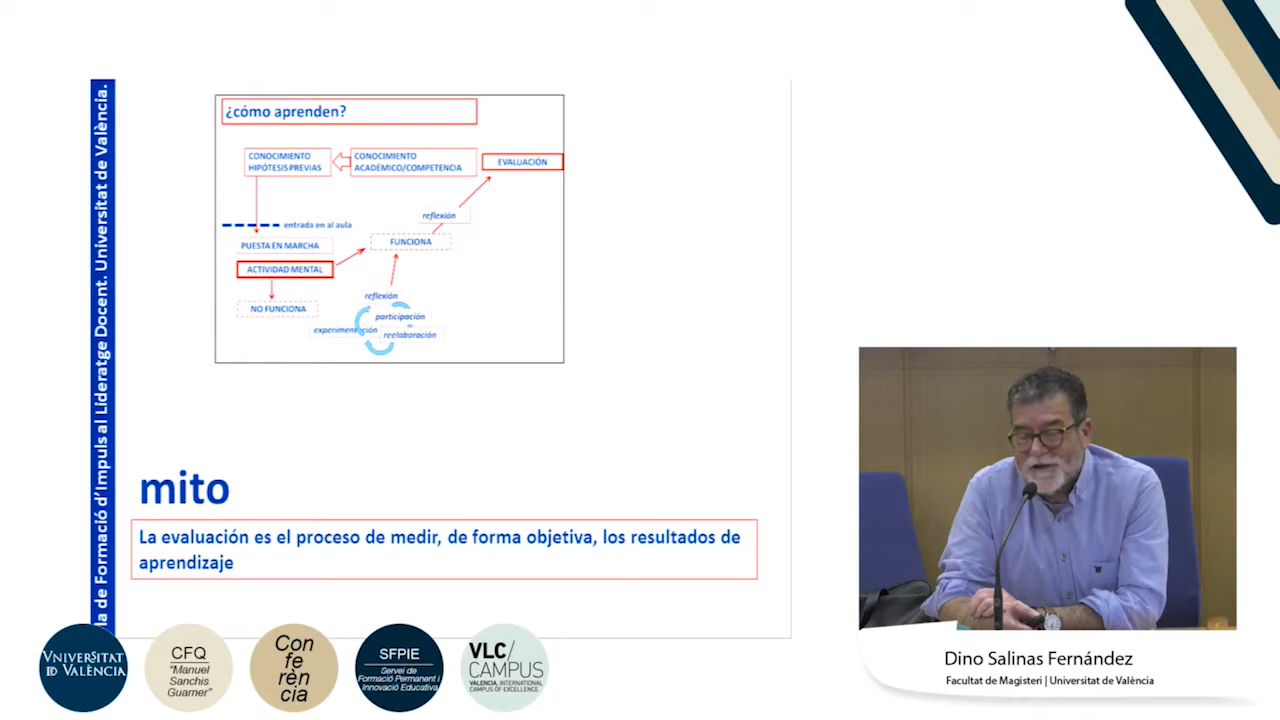 la de Formació d'Impuls al Lideratge Docent. Universitat de València.
¿cómo aprenden?
CONOCIMIENTO
HIPÓTESIS PREVIAS
CONOCIMIENTO
ACADÉMICO/COMPETENCIA
EVALUACIÓN
reflexión
entrada en al aula
PUESTA EN MARCHA
FUNCIONA
ACTIVIDAD MENTAL
reflexión
NO FUNCIONA
participación
experimentación
reelaboración
mito
La evaluación es el proceso de medir, de forma objetiva, los resultados de
aprendizaje
VNIVERSITAT
DE VALÈNCIA
CFQ
"Manuel
Sanchis
Guarner"
Con
fe
rèn
cia
SFPIE
Servei de
Formació Permanent i
Innovació Educativa
VLC/
CAMPUS
VALENCIA, INTERNATIONAL
CAMPUS OF EXCELLENCE
Dino Salinas Fernández
Facultat de Magisteri | Universitat de València